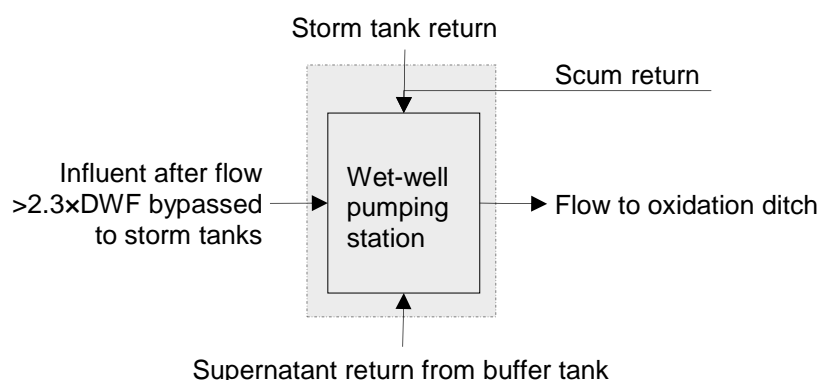 Storm tank return
Scum return
Influent after flow
>2.3×DWF bypassed
to storm tanks
Wet-well
pumping
station
Flow to oxidation ditch
Supernatant return from buffer tank